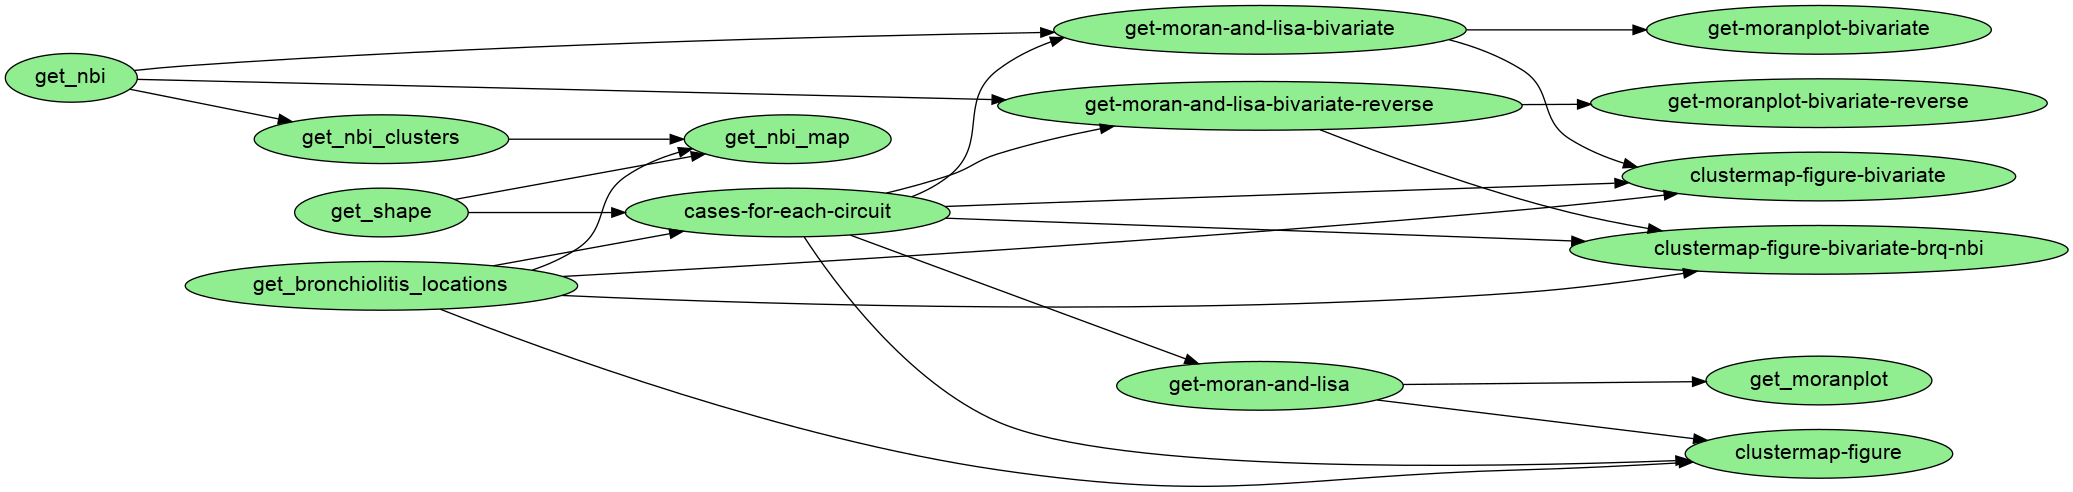 get_nbi
get_nbi_clusters
get_shape
get_bronchiolitis_locations
get_nbi_map
cases-for-each-circuit
get-moran-and-lisa-bivariate
get-moran-and-lisa-bivariate-reverse
get-moran-and-lisa
get-moranplot-bivariate
get-moranplot-bivariate-reverse
clustermap-figure-bivariate
clustermap-figure-bivariate-brq-nbi
get_moranplot
clustermap-figure